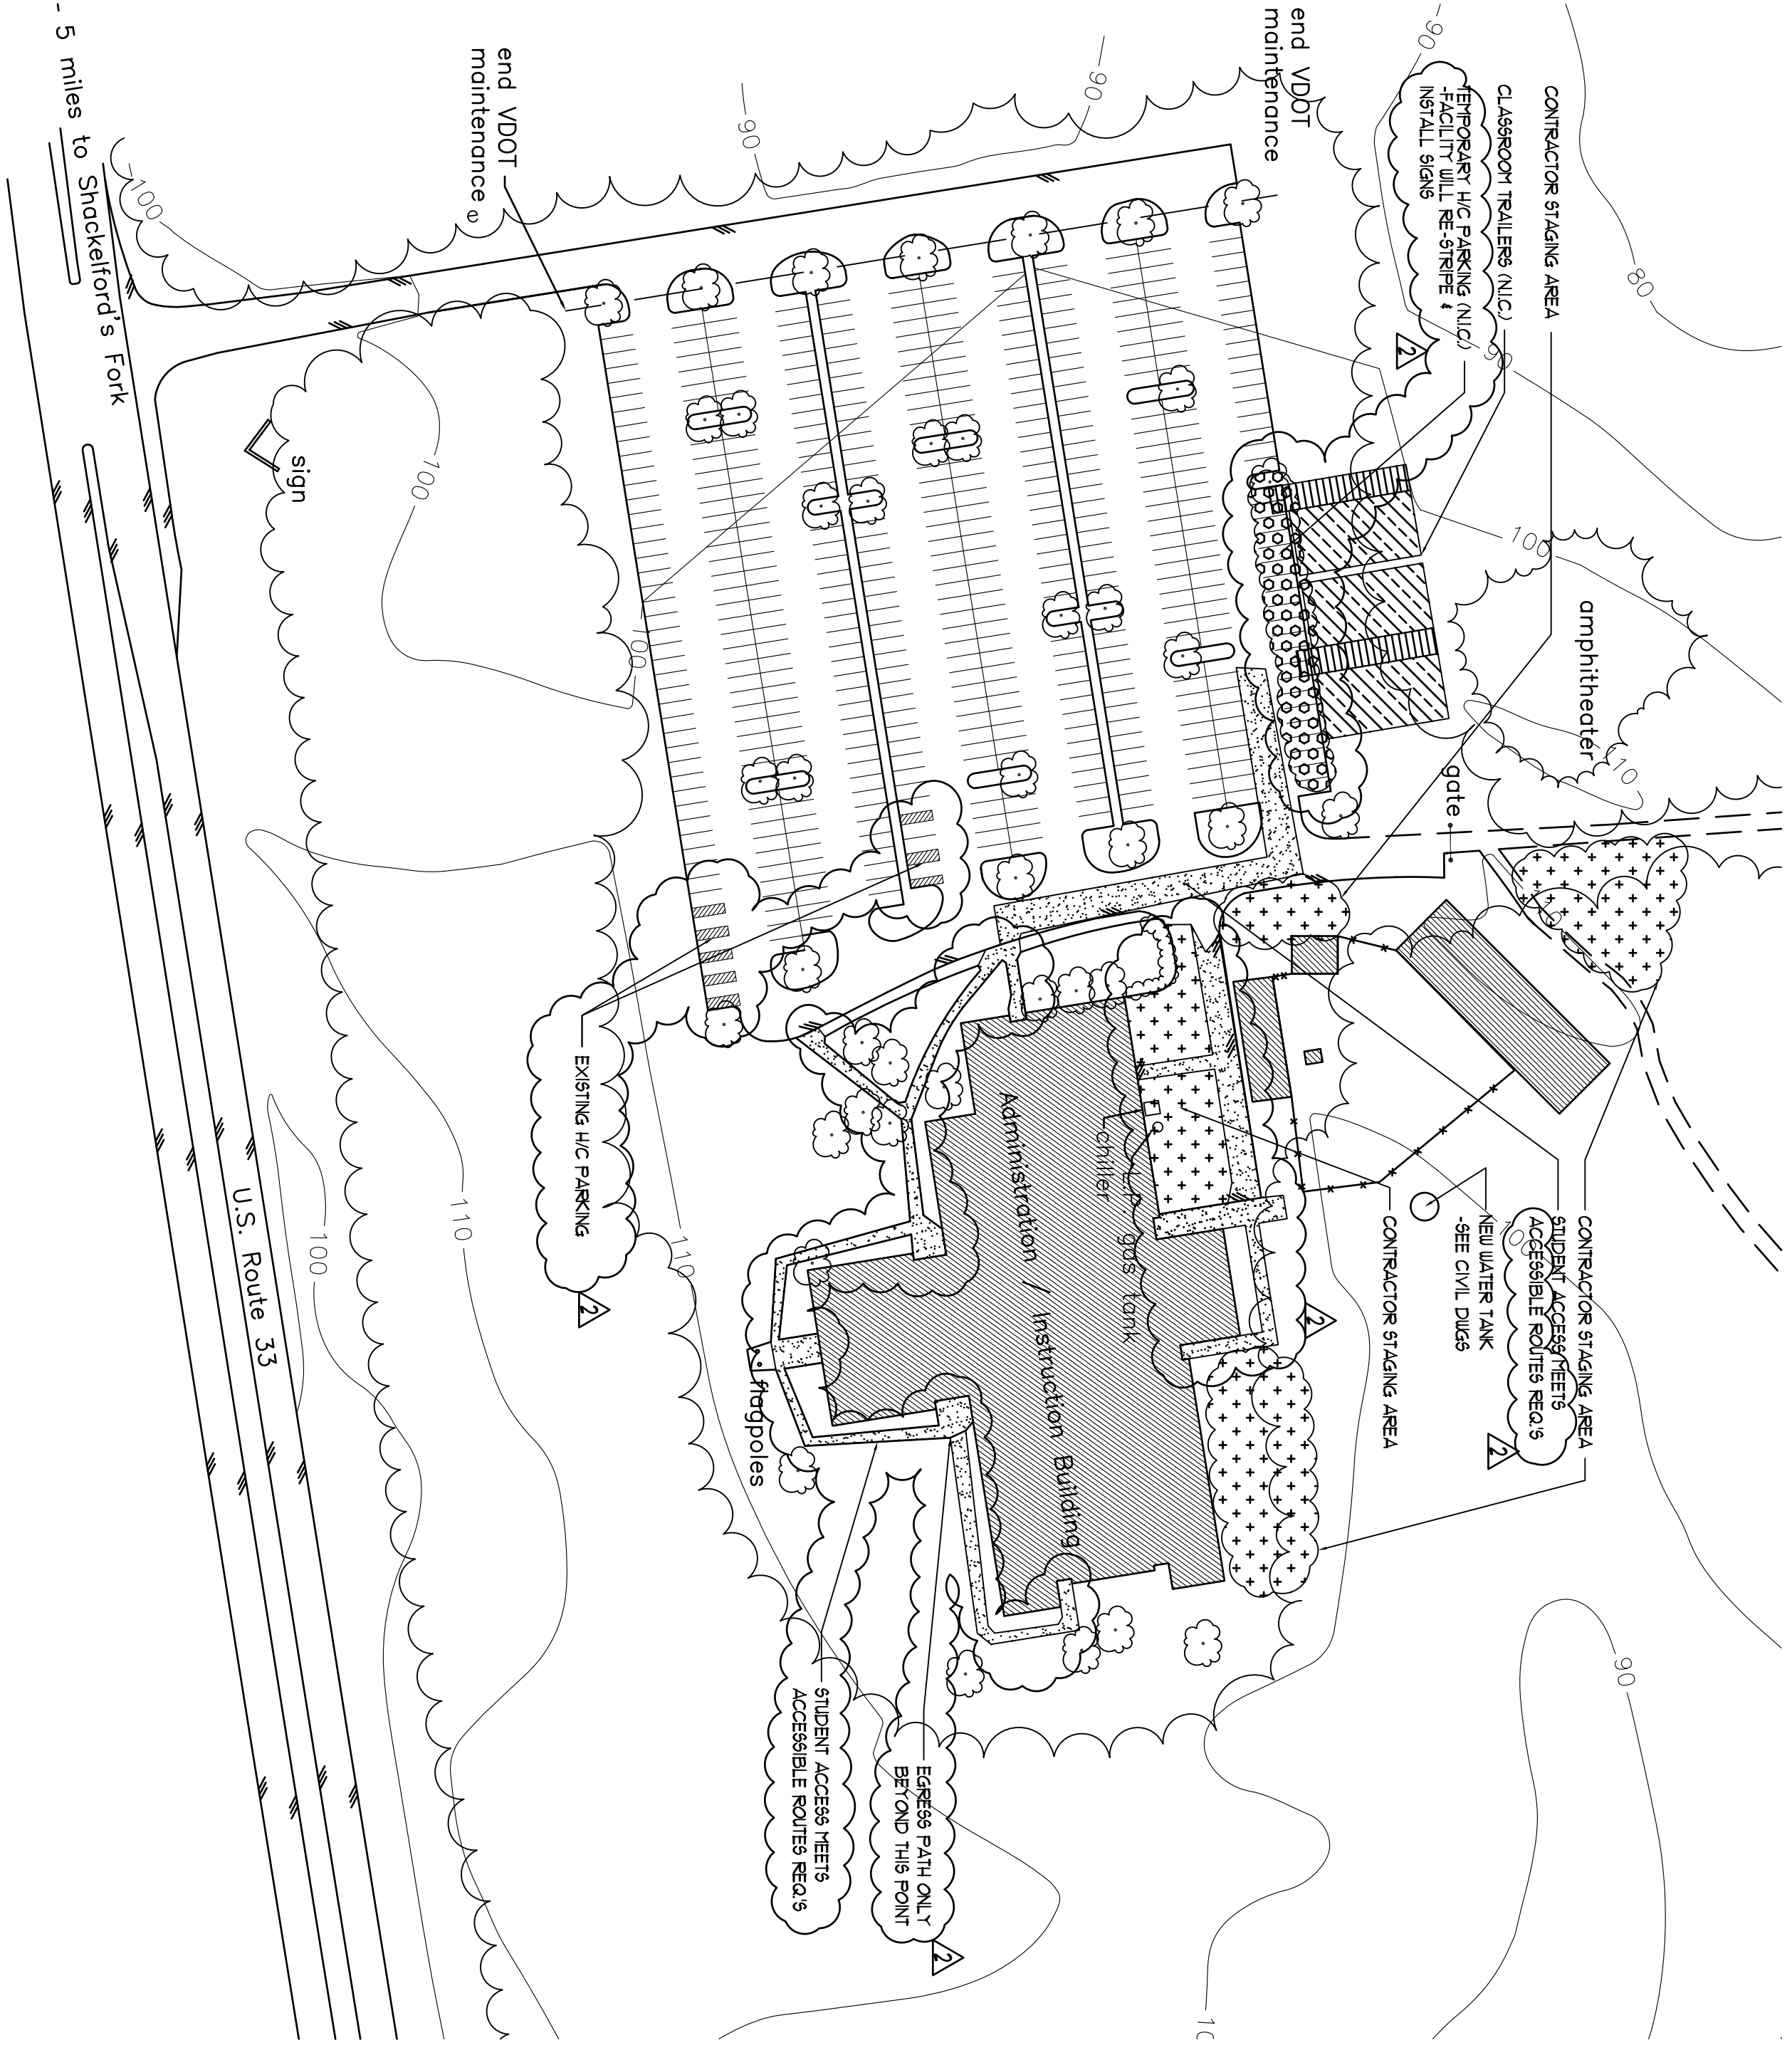 - 5 miles to Shackelford's Fork
end VDOT
maintenance
end VDOT
maintenance
CONTRACTOR STAGING AREA
CLASSROOM TRAILERS (N.I.C.)
TEMPORARY H/C PARKING (N.I.C.)
-FACILITY WILL RE-STRIPE &
INSTALL SIGNS
2
90
90
90
90
80
100
100
100
100
sign
amphitheater
110
gate
EXISTING H/C PARKING
2
Administration / Instruction Building
chiller
L.P. gas tank
CONTRACTOR STAGING AREA
STUDENT ACCESS MEETS
ACCESSIBLE ROUTES REQ.'S
2
NEW WATER TANK
-SEE CIVIL DWGS
100
CONTRACTOR STAGING AREA
2
flagpoles
U.S. Route 33
100
110
110
90
STUDENT ACCESS MEETS
ACCESSIBLE ROUTES REQ.'S
EGRESS PATH ONLY
BEYOND THIS POINT
2